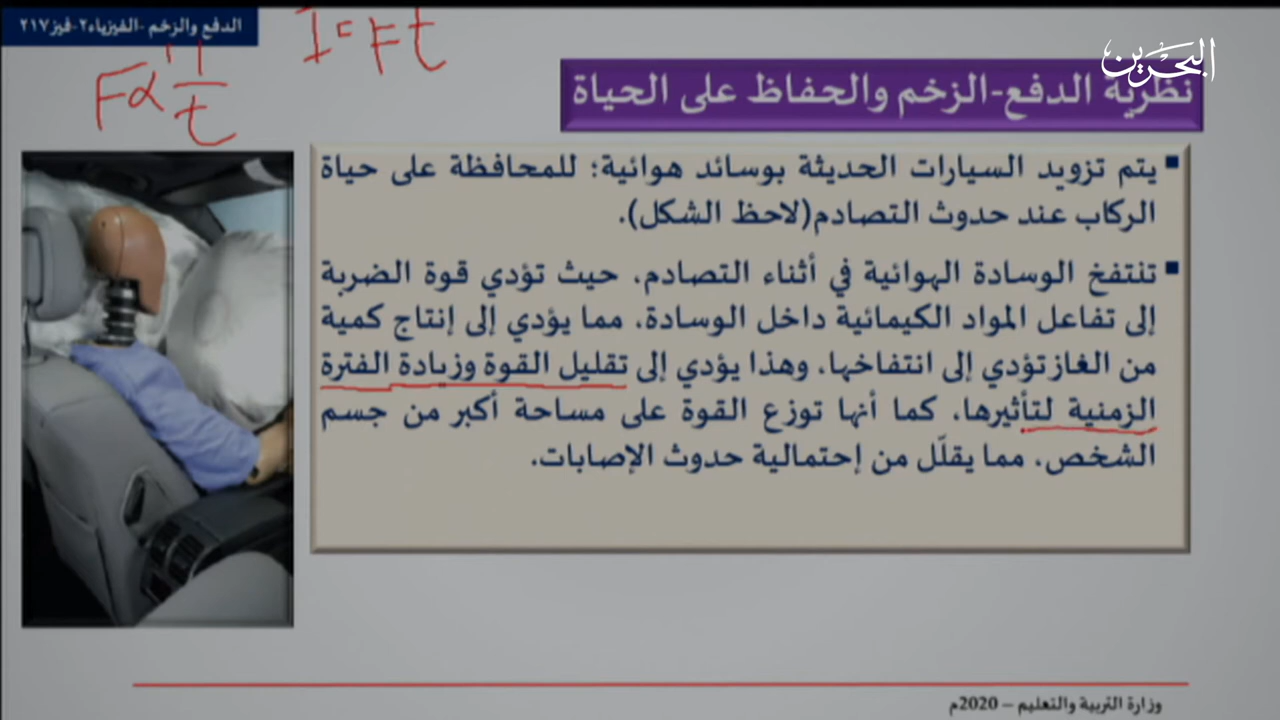 الدفع والزخم -الفيزياء٢-فيز٢١٧
I = Ft
F α 1/t
البحرين
نظرية الدفع-الزخم والحفاظ على الحياة
▪ يتم تزويد السيارات الحديثة بوسائد هوائية؛ للمحافظة على حياة
الركاب عند حدوث التصادم(لاحظ الشكل).
▪ تنتفخ الوسادة الهوائية في أثناء التصادم، حيث تؤدي قوة الضربة
إلى تفاعل المواد الكيمائية داخل الوسادة، مما يؤدي إلى إنتاج كمية
من الغازتؤدي إلى انتفاخها، وهذا يؤدي إلى تقليل القوة وزيادة الفترة
الزمنية لتأثيرها، كما أنها توزع القوة على مساحة أكبر من جسم
الشخص، مما يقلّل من إحتمالية حدوث الإصابات.
وزارة التربية والتعليم – 2020م